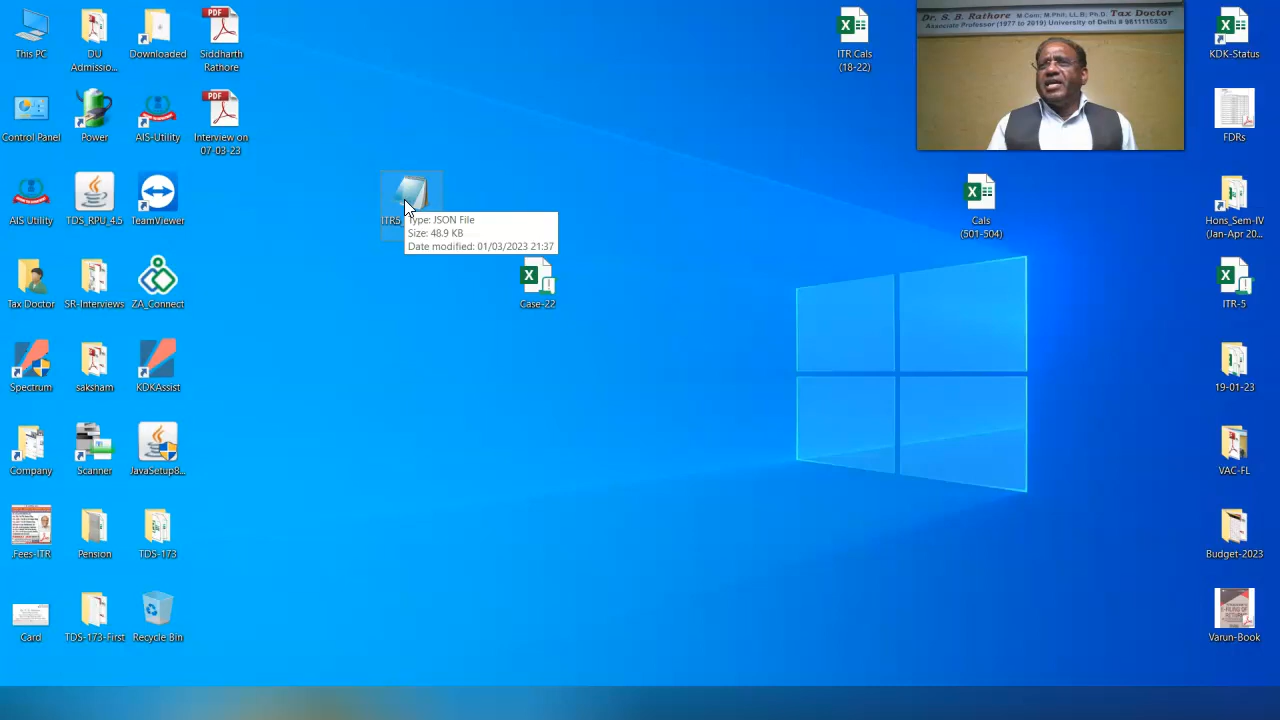 This PC
DU
Admissio...
Downloaded
PDF
Siddharth
Rathore
ITR Cals
(18-22)
Dr. S. B. Rathore M.Com; M.Phil; LL.B; Ph.D. Tax Doctor
Associate Professor (1977 to 2019) University of Delhi # 9811116835
KDK-Status
Control Panel
Power
AIS-Utility
PDF
Interview on
07-03-23
FDRs
AIS Utility
TDS_RPU_4.5
TeamViewer
ITR5
Type: JSON File
Size: 48.9 KB
Date modified: 01/03/2023 21:37
Cals
(501-504)
Hons_Sem-IV
(Jan-Apr 20...
Tax Doctor
SR-Interviews
ZA_Connect
Case-22
ITR-5
Spectrum
saksham
KDKAssist
19-01-23
Company
Scanner
JavaSetup8...
VAC-FL
.Fees-ITR
Pension
TDS-173
Budget-2023
Card
TDS-173-First
Recycle Bin
Varun-Book